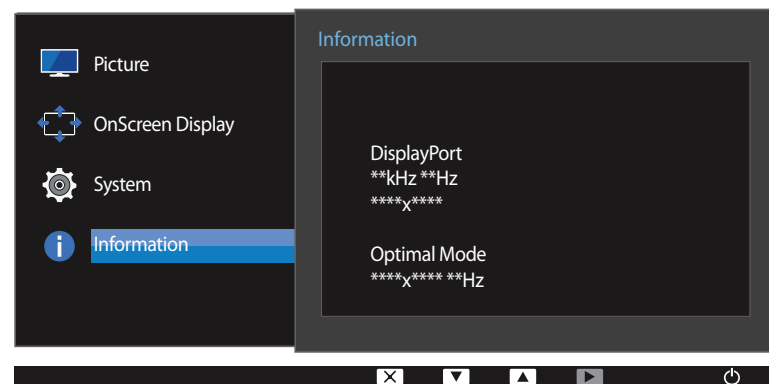 Picture
OnScreen Display
System
Information
Information
DisplayPort
**kHz **Hz
****x****
Optimal Mode
****x**** **Hz